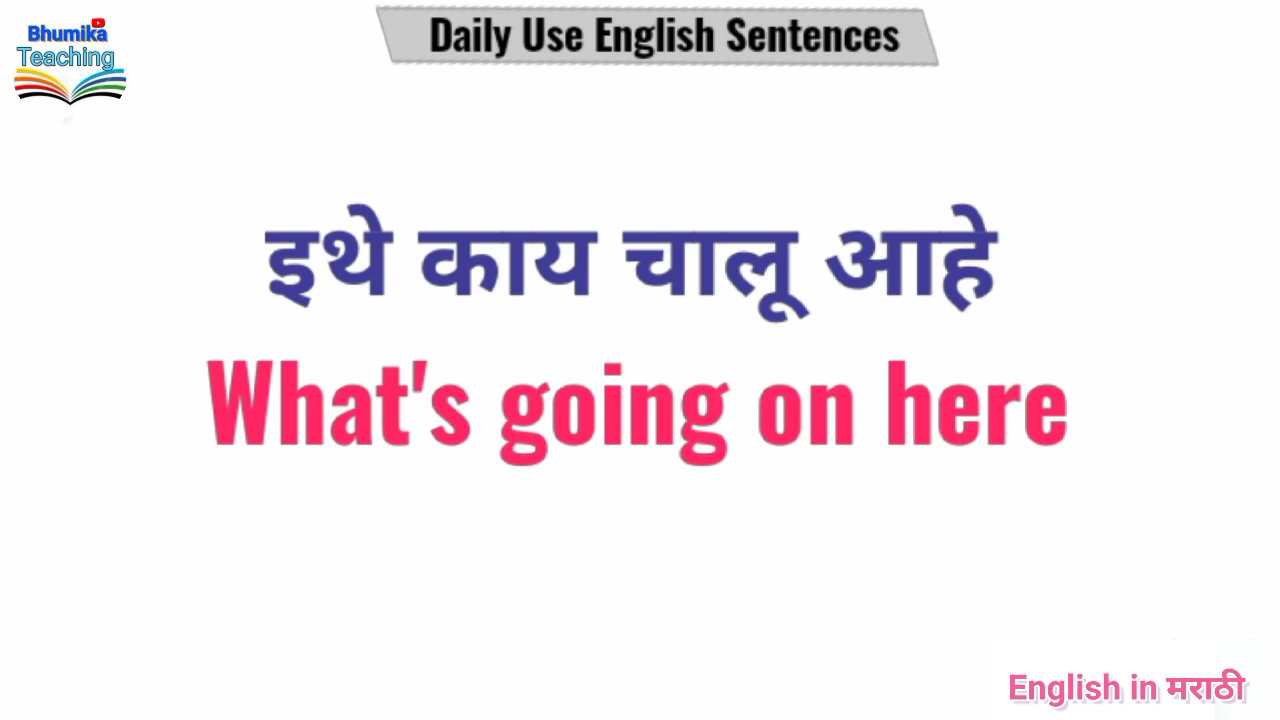 Bhumika
Teaching
Daily Use English Sentences
इथे काय चालू आहे
What's going on here
English in मराठी